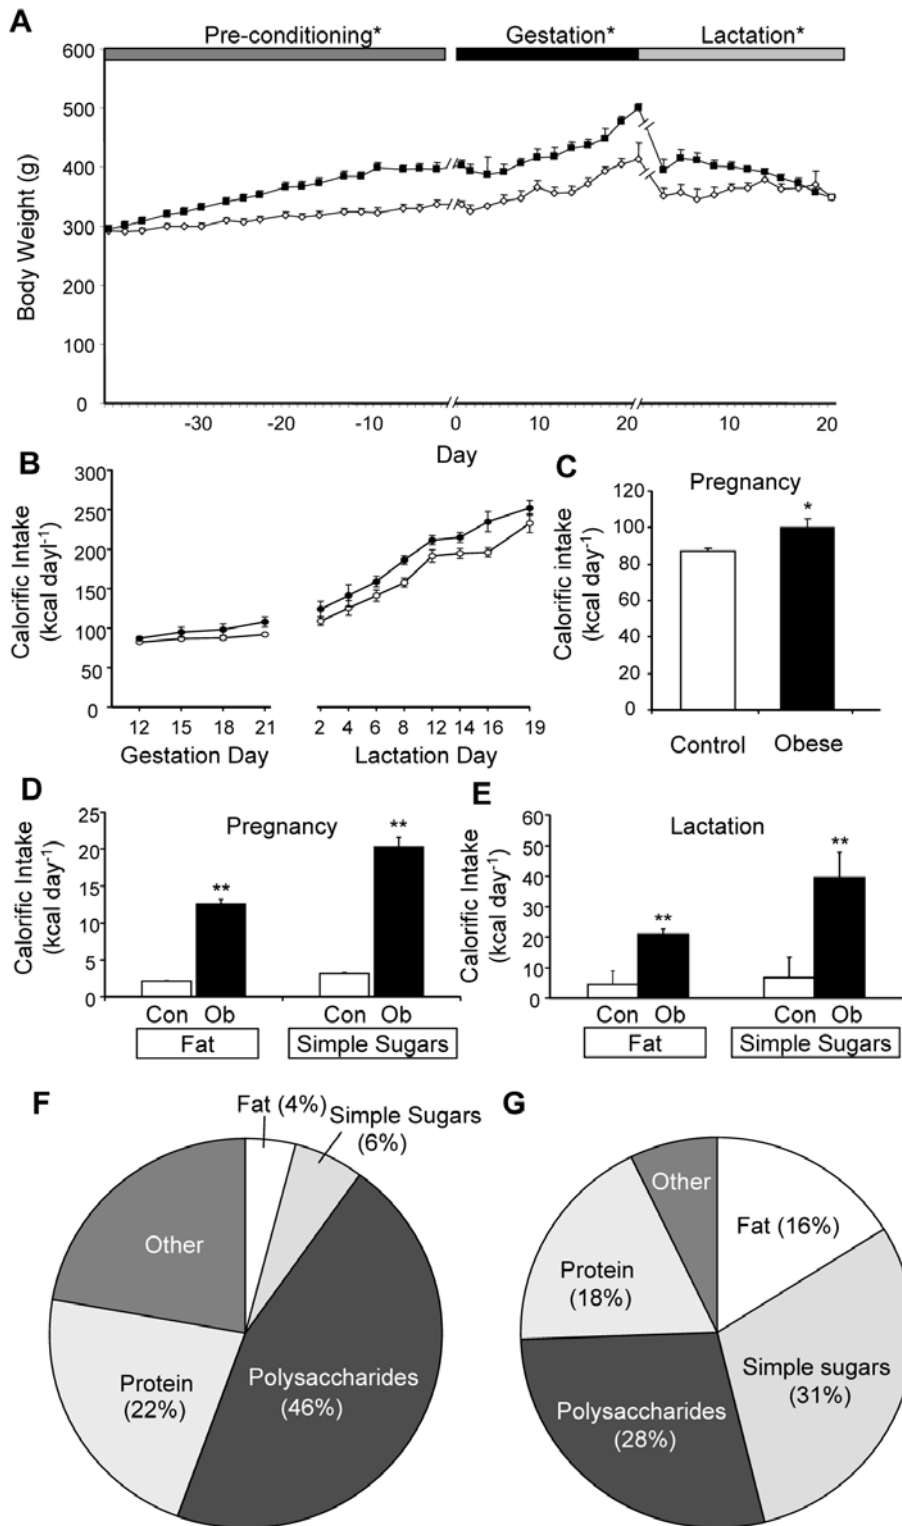 A
Pre-conditioning* Gestation* Lactation*
600
500
400
300
200
100
0
Body Weight (g)
-30 -20 -10 0 10 20 10 20
Day
B
300
250
200
150
100
50
0
Calorific Intake
(kcal dayl-1)
12 15 18 21 2 4 6 8 12 14 16 19
Gestation Day Lactation Day
C
Pregnancy
120
100
80
60
40
20
0
Calorific intake
(kcal day-1)
*
Control Obese
D
Pregnancy
25
20
15
10
5
0
Calorific Intake
(kcal day-1)
**
**
Con Ob Con Ob
Fat Simple Sugars
E
Lactation
60
50
40
30
20
10
0
Calorific Intake
(kcal day-1)
**
**
Con Ob Con Ob
Fat Simple Sugars
F
Fat (4%)
Simple Sugars
(6%)
Other
Protein
(22%)
Polysaccharides
(46%)
G
Other
Fat (16%)
Protein
(18%)
Simple sugars
(31%)
Polysaccharides
(28%)